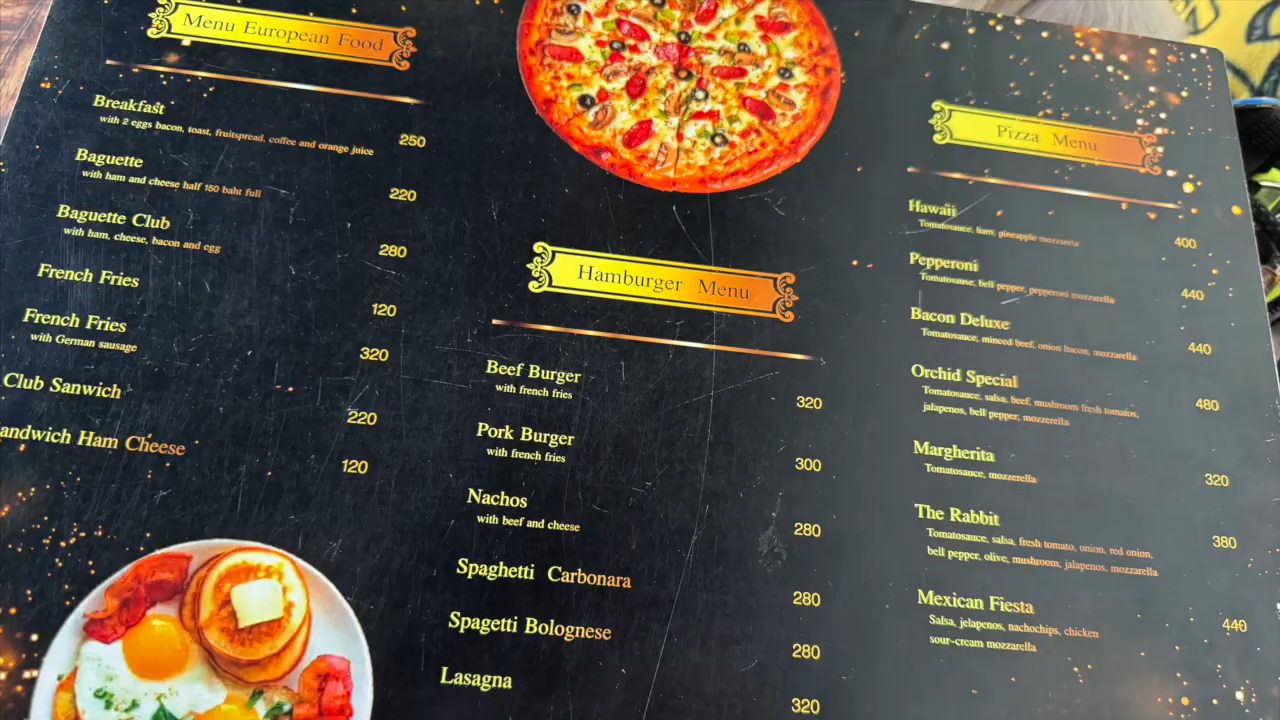 Menu European Food
Breakfast
with 2 eggs bacon, toast, fruitspread, coffee and orange juice
250
Baguette
with ham and cheese half 150 baht full
220
Baguette Club
with ham, cheese, bacon and egg
280
French Fries
120
French Fries
with German sausage
320
Club Sanwich
220
andwich Ham Cheese
120
Hamburger Menu
Beef Burger
with french fries
320
Pork Burger
with french fries
300
Nachos
with beef and cheese
280
Spaghetti Carbonara
280
Spagetti Bolognese
280
Lasagna
320
Pizza Menu
Hawaii
Tomatosauce, ham, pineapple mozzarela
400
Pepperoni
Tomatosause, bell pepper, pepperoni mozzarella
440
Bacon Deluxe
Tomatosauce, minced beef, onion bacon, mozzarella
440
Orchid Special
Tomatosauce, salsa, beef, mushroom fresh tomatos,
jalapenos, bell pepper, mozzerella
480
Margherita
Tomatosauce, mozzerella
320
The Rabbit
Tomatosauce, salsa, fresh tomato, onion, red onion,
bell pepper, olive, mushroom, jalapenos, mozzarella
380
Mexican Fiesta
Salsa, jelapenos, nachochips, chicken
sour-cream mozzarella
440